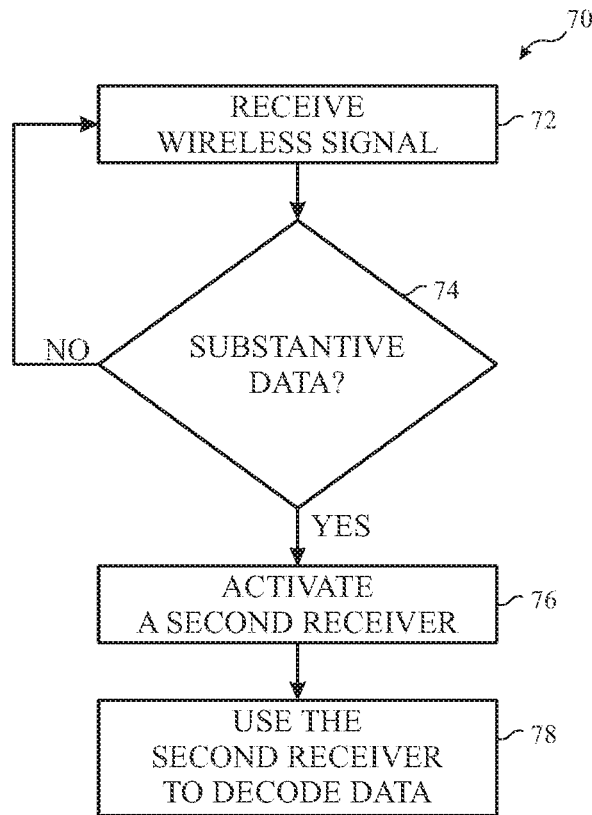 70
RECEIVE
WIRELESS SIGNAL
72
74
SUBSTANTIVE
DATA?
NO
YES
ACTIVATE
A SECOND RECEIVER
76
USE THE
SECOND RECEIVER
TO DECODE DATA
78